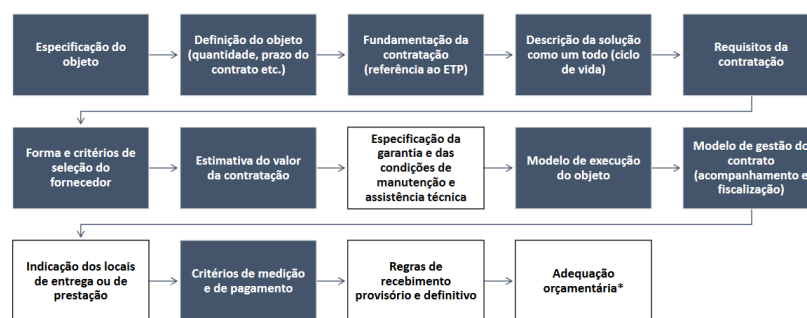 Especificação do
objeto
Definição do objeto
(quantidade, prazo do
contrato etc.)
Fundamentação da
contratação
(referência ao ETP)
Descrição da solução
como um todo (ciclo
de vida)
Requisitos da
contratação
Forma e critérios de
seleção do
fornecedor
Estimativa do valor
da contratação
Especificação da
garantia e das
condições de
manutenção e
assistência técnica
Modelo de execução
do objeto
Modelo de gestão do
contrato
(acompanhamento e
fiscalização)
Indicação dos locais
de entrega ou de
prestação
Critérios de medição
e de pagamento
Regras de
recebimento
provisório e definitivo
Adequação
orçamentária*